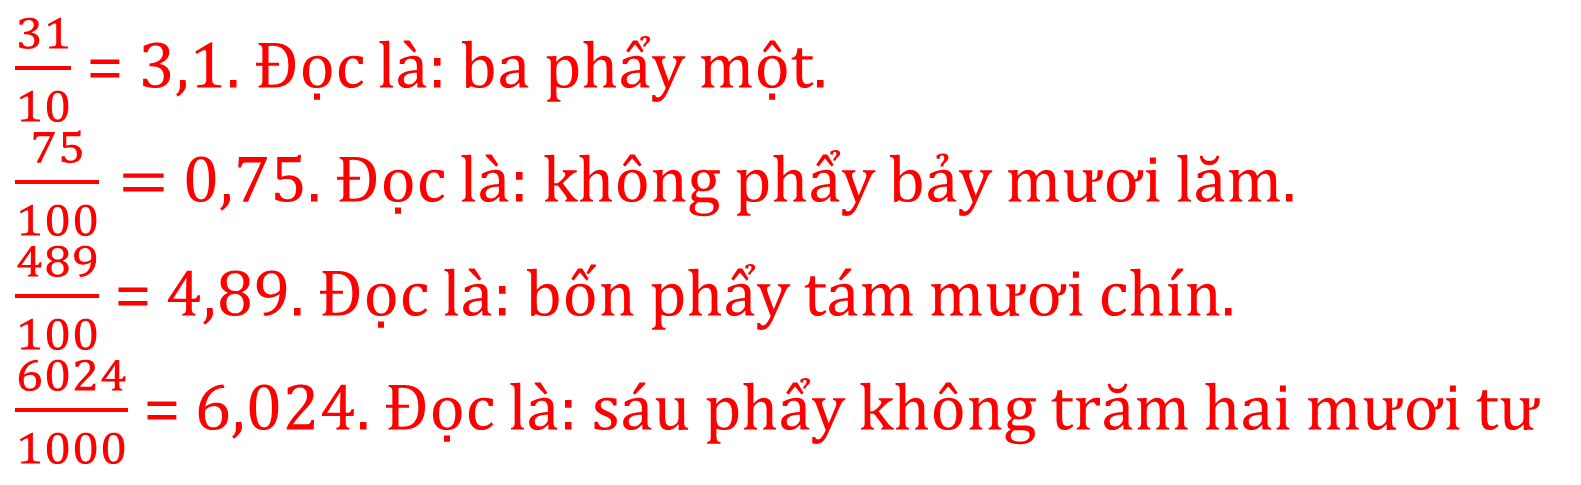 31/10 = 3,1. Đọc là: ba phẩy một.
75/100 = 0,75. Đọc là: không phẩy bảy mươi lăm.
489/100 = 4,89. Đọc là: bốn phẩy tám mươi chín.
6024/1000 = 6,024. Đọc là: sáu phẩy không trăm hai mươi tư